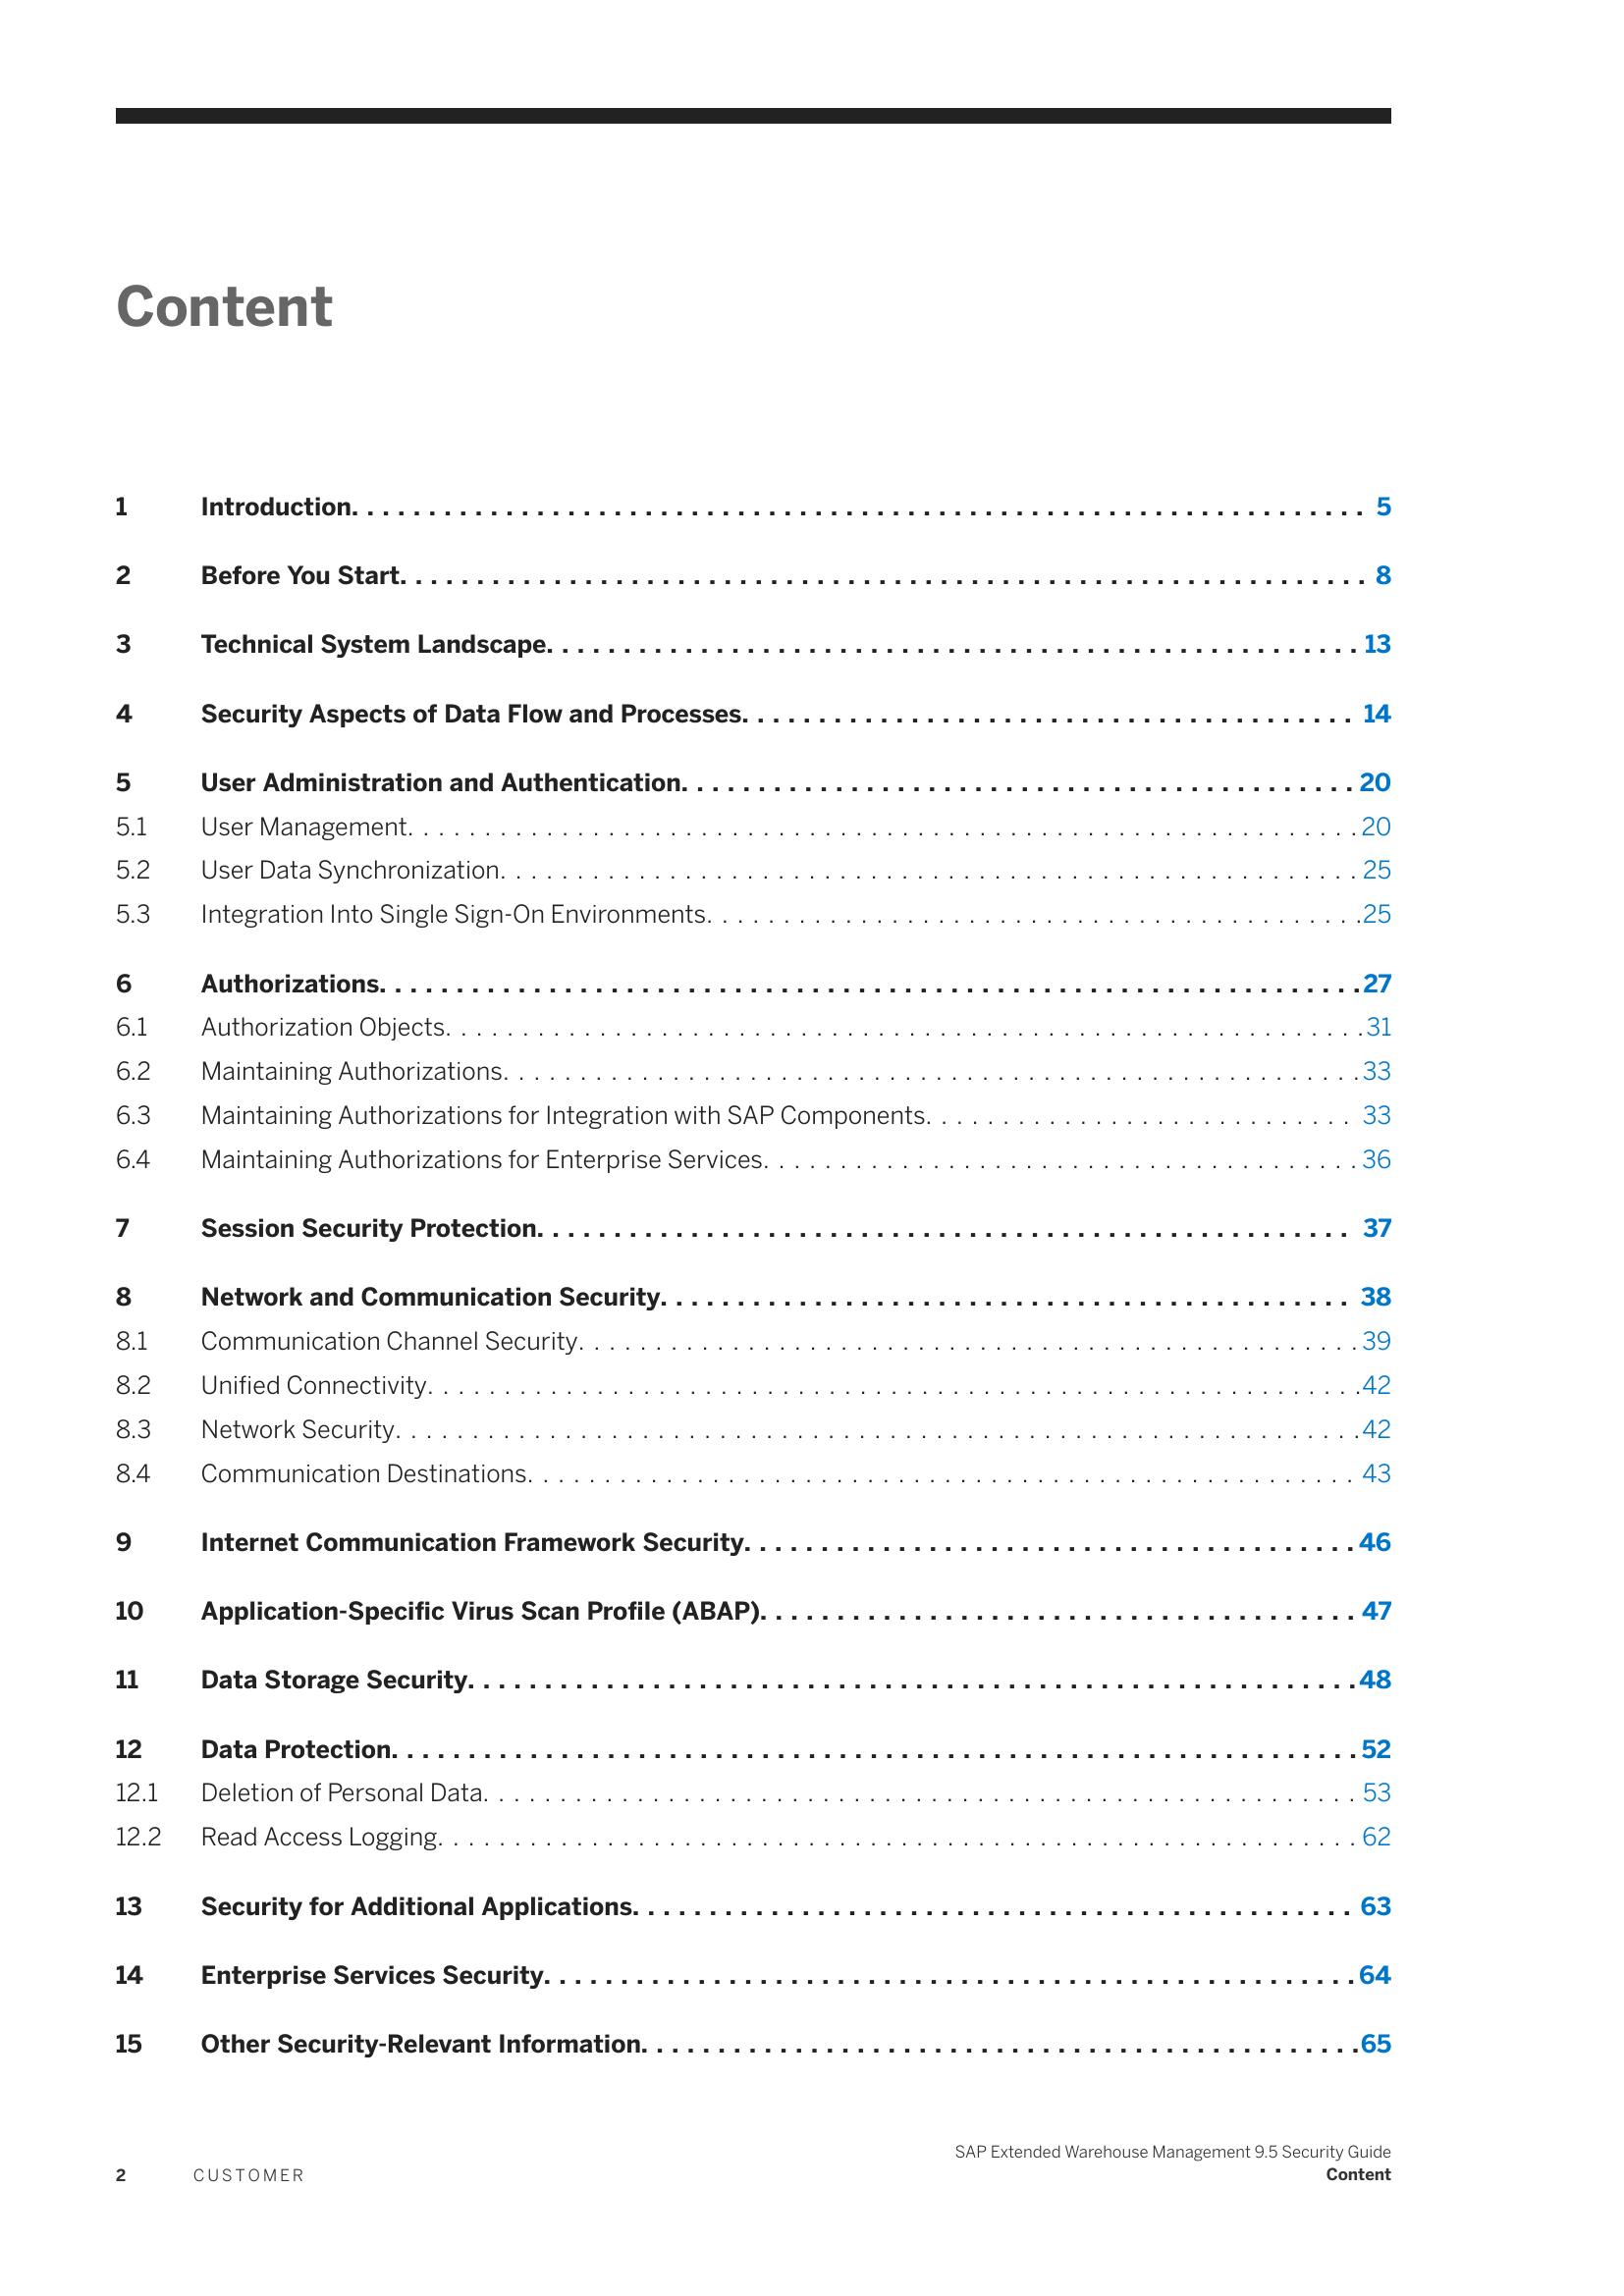 Content
1 Introduction. . . . . . . . . . . . . . . . . . . . . . . . . . . . . . . . . . . . . . . . . . . . . . . . . . . . . . . . . . . . . . . . . . 5
2 Before You Start. . . . . . . . . . . . . . . . . . . . . . . . . . . . . . . . . . . . . . . . . . . . . . . . . . . . . . . . . . . . . . . 8
3 Technical System Landscape. . . . . . . . . . . . . . . . . . . . . . . . . . . . . . . . . . . . . . . . . . . . . . . . . . . . . 13
4 Security Aspects of Data Flow and Processes. . . . . . . . . . . . . . . . . . . . . . . . . . . . . . . . . . . . . . . . 14
5 User Administration and Authentication. . . . . . . . . . . . . . . . . . . . . . . . . . . . . . . . . . . . . . . . . . . . 20
5.1 User Management. . . . . . . . . . . . . . . . . . . . . . . . . . . . . . . . . . . . . . . . . . . . . . . . . . . . . . . . . . . . . . 20
5.2 User Data Synchronization. . . . . . . . . . . . . . . . . . . . . . . . . . . . . . . . . . . . . . . . . . . . . . . . . . . . . . . . 25
5.3 Integration Into Single Sign-On Environments. . . . . . . . . . . . . . . . . . . . . . . . . . . . . . . . . . . . . . . . . . .25
6 Authorizations. . . . . . . . . . . . . . . . . . . . . . . . . . . . . . . . . . . . . . . . . . . . . . . . . . . . . . . . . . . . . . . .27
6.1 Authorization Objects. . . . . . . . . . . . . . . . . . . . . . . . . . . . . . . . . . . . . . . . . . . . . . . . . . . . . . . . . . . .31
6.2 Maintaining Authorizations. . . . . . . . . . . . . . . . . . . . . . . . . . . . . . . . . . . . . . . . . . . . . . . . . . . . . . . . 33
6.3 Maintaining Authorizations for Integration with SAP Components. . . . . . . . . . . . . . . . . . . . . . . . . . . . 33
6.4 Maintaining Authorizations for Enterprise Services. . . . . . . . . . . . . . . . . . . . . . . . . . . . . . . . . . . . . . . 36
7 Session Security Protection. . . . . . . . . . . . . . . . . . . . . . . . . . . . . . . . . . . . . . . . . . . . . . . . . . . . . 37
8 Network and Communication Security. . . . . . . . . . . . . . . . . . . . . . . . . . . . . . . . . . . . . . . . . . . . . 38
8.1 Communication Channel Security. . . . . . . . . . . . . . . . . . . . . . . . . . . . . . . . . . . . . . . . . . . . . . . . . . . 39
8.2 Unified Connectivity. . . . . . . . . . . . . . . . . . . . . . . . . . . . . . . . . . . . . . . . . . . . . . . . . . . . . . . . . . . . .42
8.3 Network Security. . . . . . . . . . . . . . . . . . . . . . . . . . . . . . . . . . . . . . . . . . . . . . . . . . . . . . . . . . . . . . .42
8.4 Communication Destinations. . . . . . . . . . . . . . . . . . . . . . . . . . . . . . . . . . . . . . . . . . . . . . . . . . . . . . 43
9 Internet Communication Framework Security. . . . . . . . . . . . . . . . . . . . . . . . . . . . . . . . . . . . . . . . 46
10 Application-Specific Virus Scan Profile (ABAP). . . . . . . . . . . . . . . . . . . . . . . . . . . . . . . . . . . . . . . 47
11 Data Storage Security. . . . . . . . . . . . . . . . . . . . . . . . . . . . . . . . . . . . . . . . . . . . . . . . . . . . . . . . . .48
12 Data Protection. . . . . . . . . . . . . . . . . . . . . . . . . . . . . . . . . . . . . . . . . . . . . . . . . . . . . . . . . . . . . . . 52
12.1 Deletion of Personal Data. . . . . . . . . . . . . . . . . . . . . . . . . . . . . . . . . . . . . . . . . . . . . . . . . . . . . . . . . 53
12.2 Read Access Logging. . . . . . . . . . . . . . . . . . . . . . . . . . . . . . . . . . . . . . . . . . . . . . . . . . . . . . . . . . . . 62
13 Security for Additional Applications. . . . . . . . . . . . . . . . . . . . . . . . . . . . . . . . . . . . . . . . . . . . . . . 63
14 Enterprise Services Security. . . . . . . . . . . . . . . . . . . . . . . . . . . . . . . . . . . . . . . . . . . . . . . . . . . . .64
15 Other Security-Relevant Information. . . . . . . . . . . . . . . . . . . . . . . . . . . . . . . . . . . . . . . . . . . . . . .65
SAP Extended Warehouse Management 9.5 Security Guide
2 CUSTOMER Content